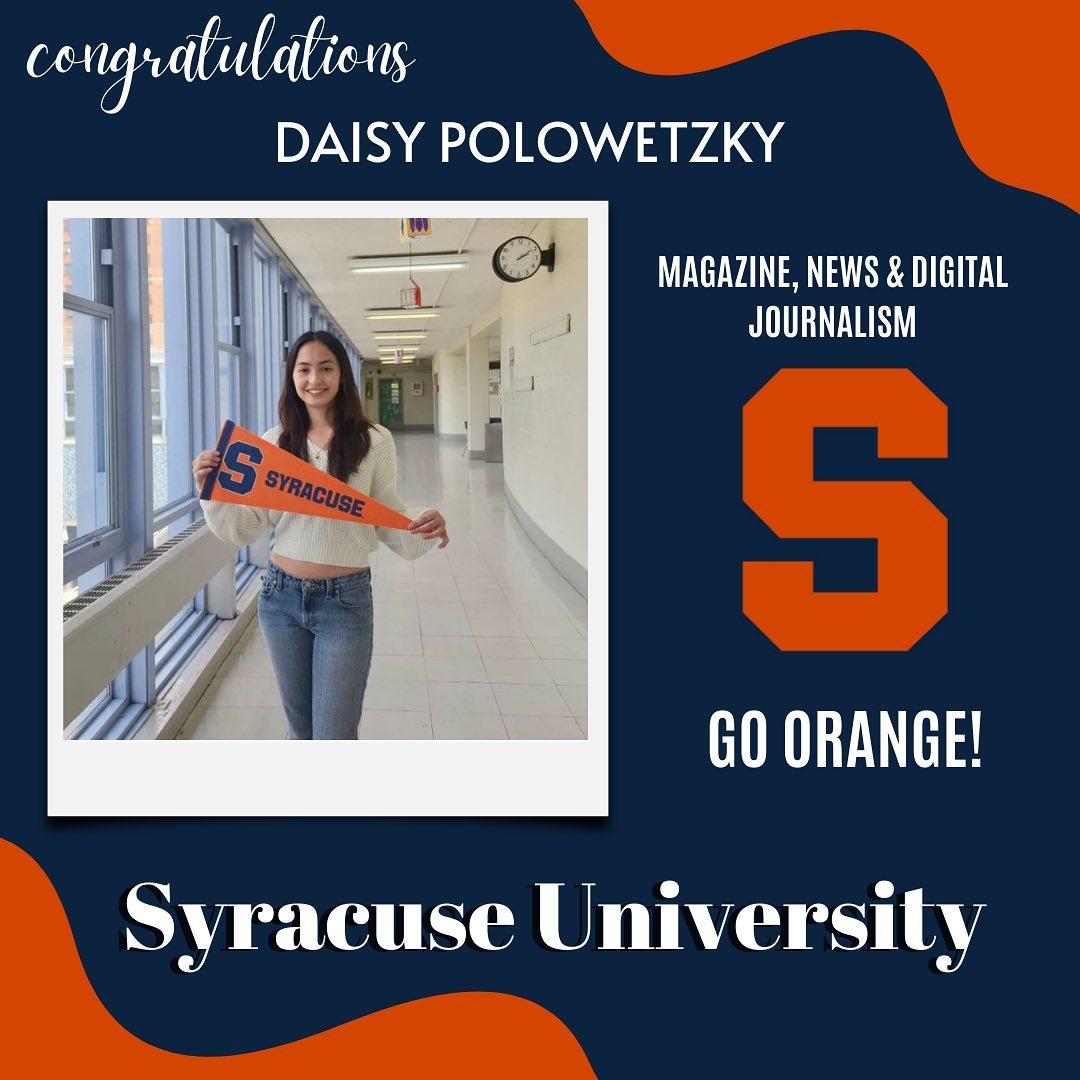 congratulations
DAISY POLOWETZKY
MAGAZINE, NEWS & DIGITAL
JOURNALISM
S
S SYRACUSE
GO ORANGE!
Syracuse University